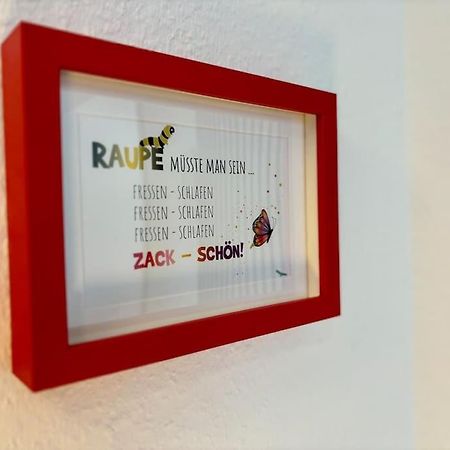 RAUPE MÜSSTE MAN SEIN ...
FRESSEN - SCHLAFEN
FRESSEN - SCHLAFEN
FRESSEN - SCHLAFEN
ZACK - SCHÖN!